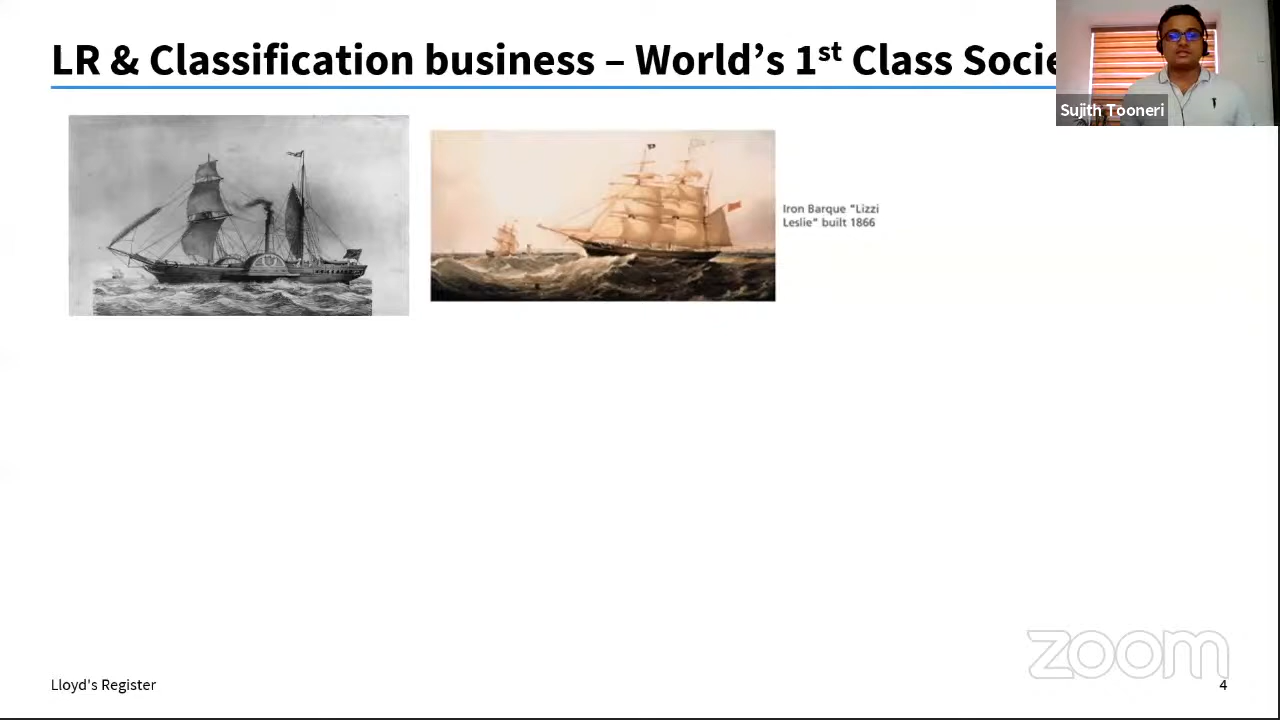 LR & Classification business – World's 1st Class Socie
Sujith Tooneri
Iron Barque "Lizzi
Leslie" built 1866
zoom
Lloyd's Register
4